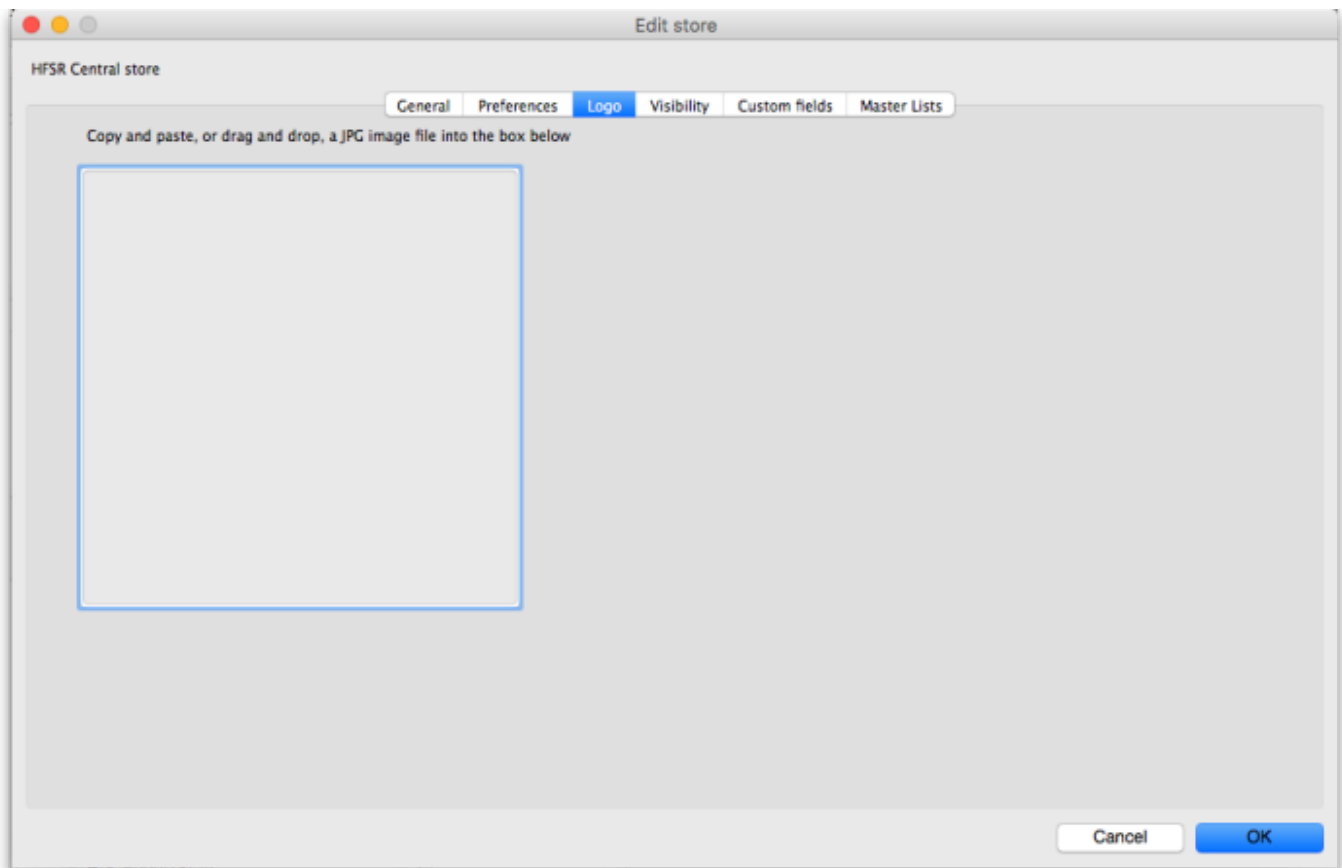 Edit store
HFSR Central store
General Preferences Logo Visibility Custom fields Master Lists
Copy and paste, or drag and drop, a JPG image file into the box below
Cancel OK